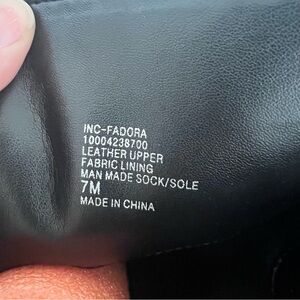 INC-FADORA
10004238700
LEATHER UPPER
FABRIC LINING
MAN MADE SOCK/SOLE
7M
MADE IN CHINA